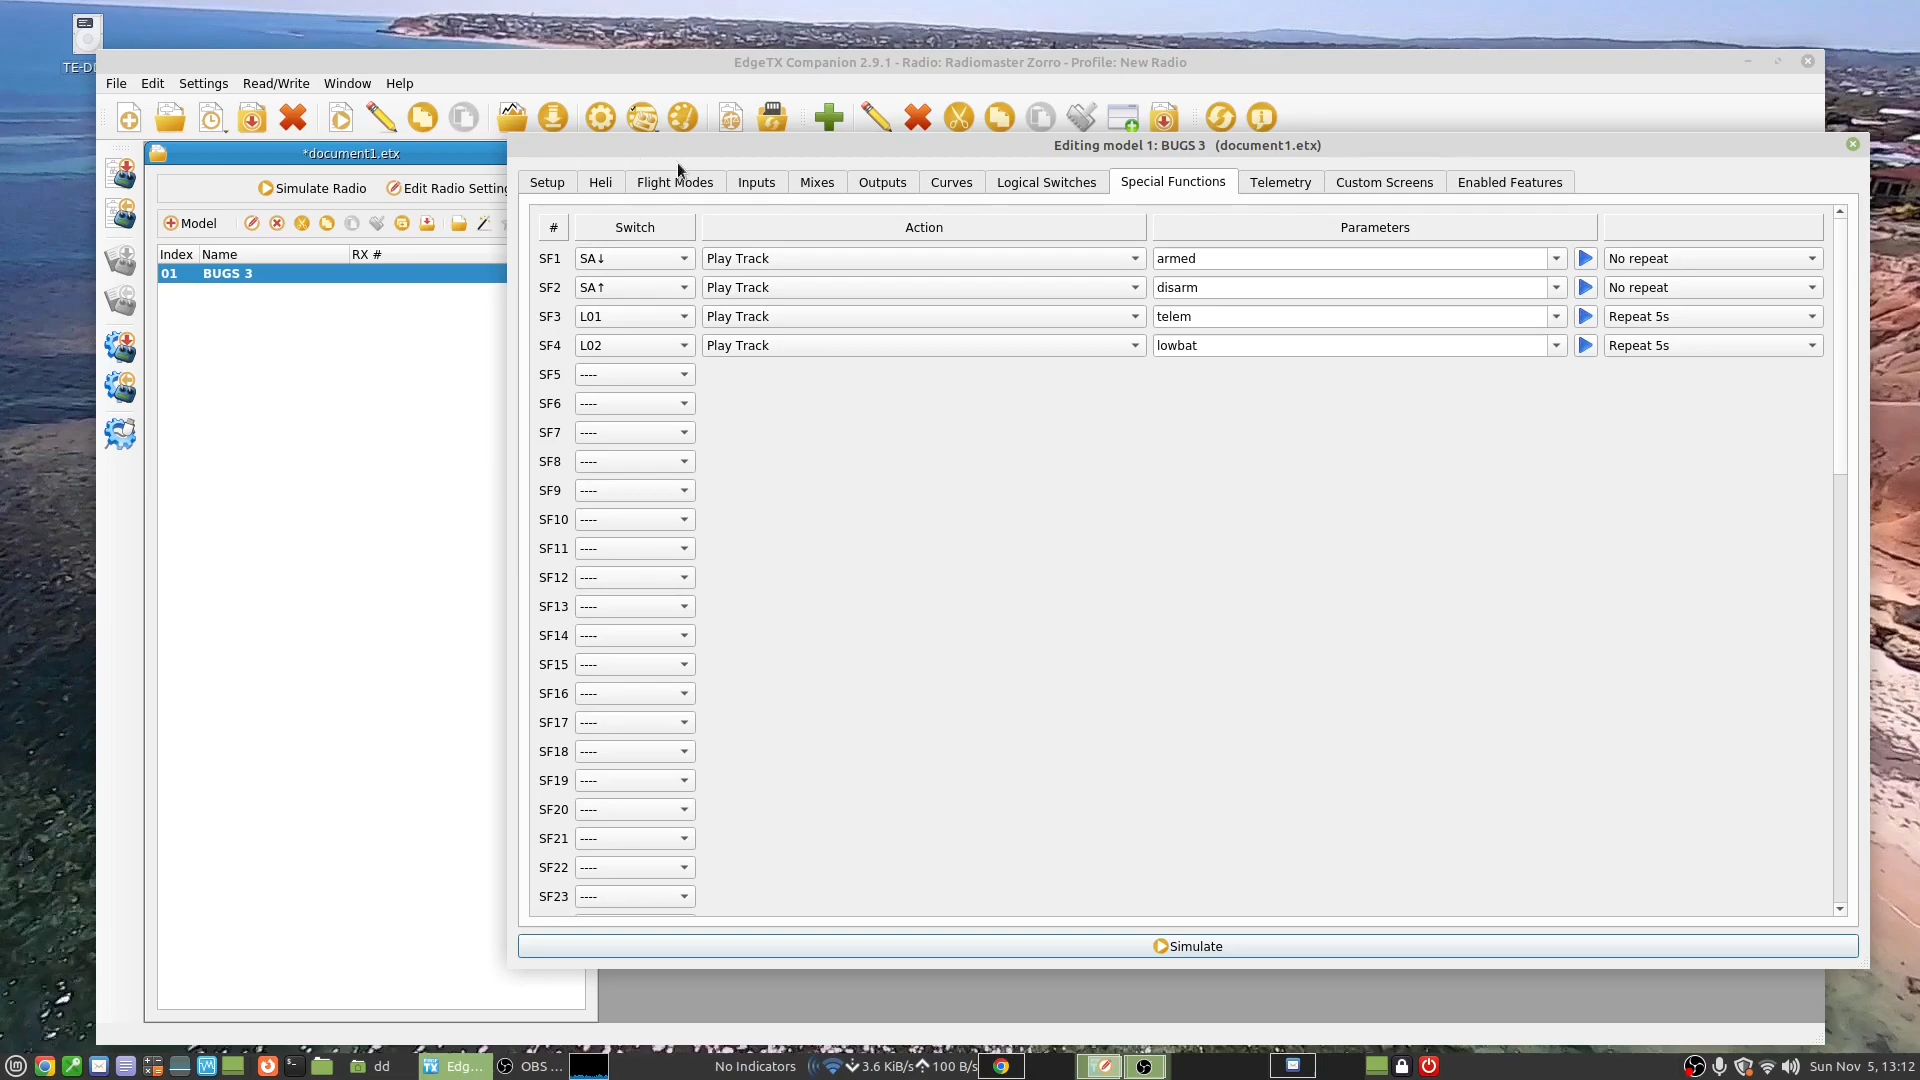 TE-D
EdgeTX Companion 2.9.1 - Radio: Radiomaster Zorro - Profile: New Radio
File Edit Settings Read/Write Window Help
*document1.etx
Editing model 1: BUGS 3 (document1.etx)
Simulate Radio Edit Radio Setting
Setup Heli Flight Modes Inputs Mixes Outputs Curves Logical Switches Special Functions Telemetry Custom Screens Enabled Features
Model
Index Name RX #
01 BUGS 3
# Switch Action Parameters
SF1 SA↓ Play Track armed No repeat
SF2 SA↑ Play Track disarm No repeat
SF3 L01 Play Track telem Repeat 5s
SF4 L02 Play Track lowbat Repeat 5s
SF5 ----
SF6 ----
SF7 ----
SF8 ----
SF9 ----
SF10 ----
SF11 ----
SF12 ----
SF13 ----
SF14 ----
SF15 ----
SF16 ----
SF17 ----
SF18 ----
SF19 ----
SF20 ----
SF21 ----
SF22 ----
SF23 ----
Simulate
dd Edg... OBS ... No Indicators 3.6 KiB/s 100 B/s Sun Nov 5, 13:12